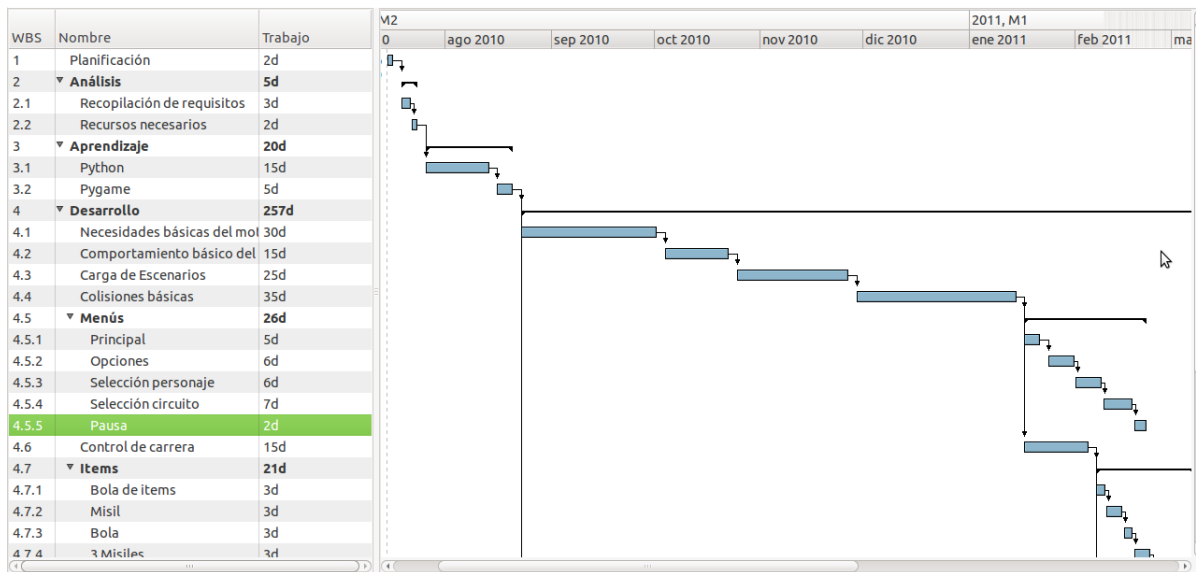 M2 2011, M1
WBS Nombre Trabajo 0 ago 2010 sep 2010 oct 2010 nov 2010 dic 2010 ene 2011 feb 2011 ma
1 Planificación 2d
2 Análisis 5d
2.1 Recopilación de requisitos 3d
2.2 Recursos necesarios 2d
3 Aprendizaje 20d
3.1 Python 15d
3.2 Pygame 5d
4 Desarrollo 257d
4.1 Necesidades básicas del mot 30d
4.2 Comportamiento básico del 15d
4.3 Carga de Escenarios 25d
4.4 Colisiones básicas 35d
4.5 Menús 26d
4.5.1 Principal 5d
4.5.2 Opciones 6d
4.5.3 Selección personaje 6d
4.5.4 Selección circuito 7d
4.5.5 Pausa 2d
4.6 Control de carrera 15d
4.7 Items 21d
4.7.1 Bola de items 3d
4.7.2 Misil 3d
4.7.3 Bola 3d
4.7.4 3 Misiles 3d